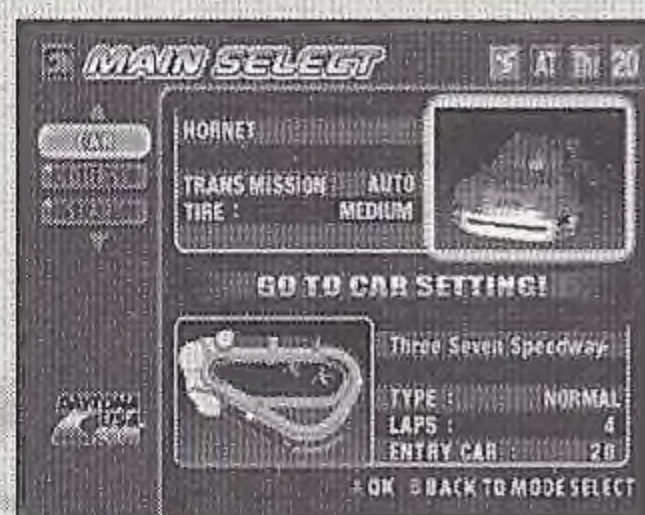 MAIN SELECT
AT
20
CAR
HORNET
TRANS MISSION : AUTO
TIRE : MEDIUM
GO TO CAR SETTING!
Three Seven Speedway
TYPE : NORMAL
LAPS : 4
ENTRY CAR : 20
OK BACK TO MODE SELECT